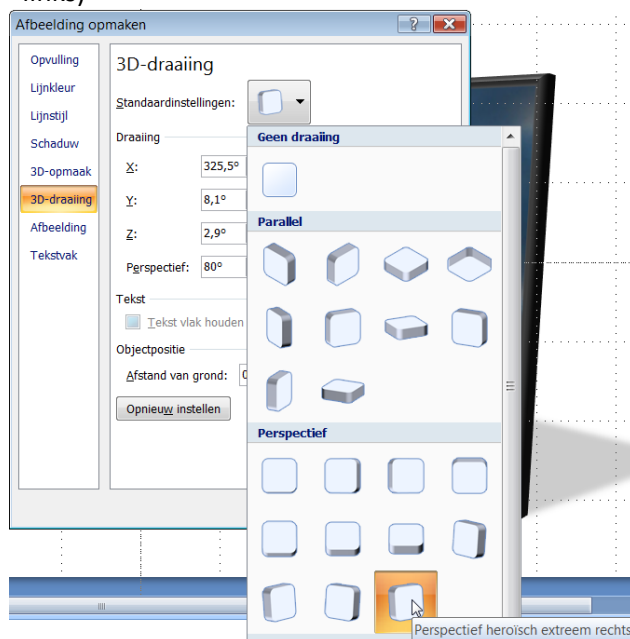 Afbeelding opmaken
Opvulling
Lijnkleur
Lijnstijl
Schaduw
3D-opmaak
3D-draaiing
Afbeelding
Tekstvak
3D-draaiing
Standaardinstellingen:
Draaiing
X: 325,5°
Y: 8,1°
Z: 2,9°
Perspectief: 80°
Tekst
Tekst vlak houden
Objectpositie
Afstand van grond:
Opnieuw instellen
Geen draaiing
Parallel
Perspectief
Perspectief heroïsch extreem rechts